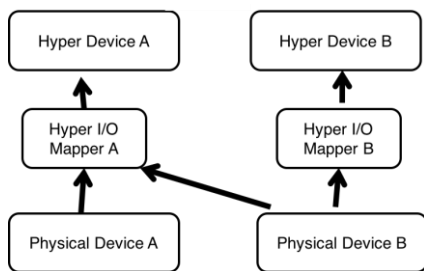 Hyper Device A
Hyper Device B
Hyper I/O
Mapper A
Hyper I/O
Mapper B
Physical Device A
Physical Device B